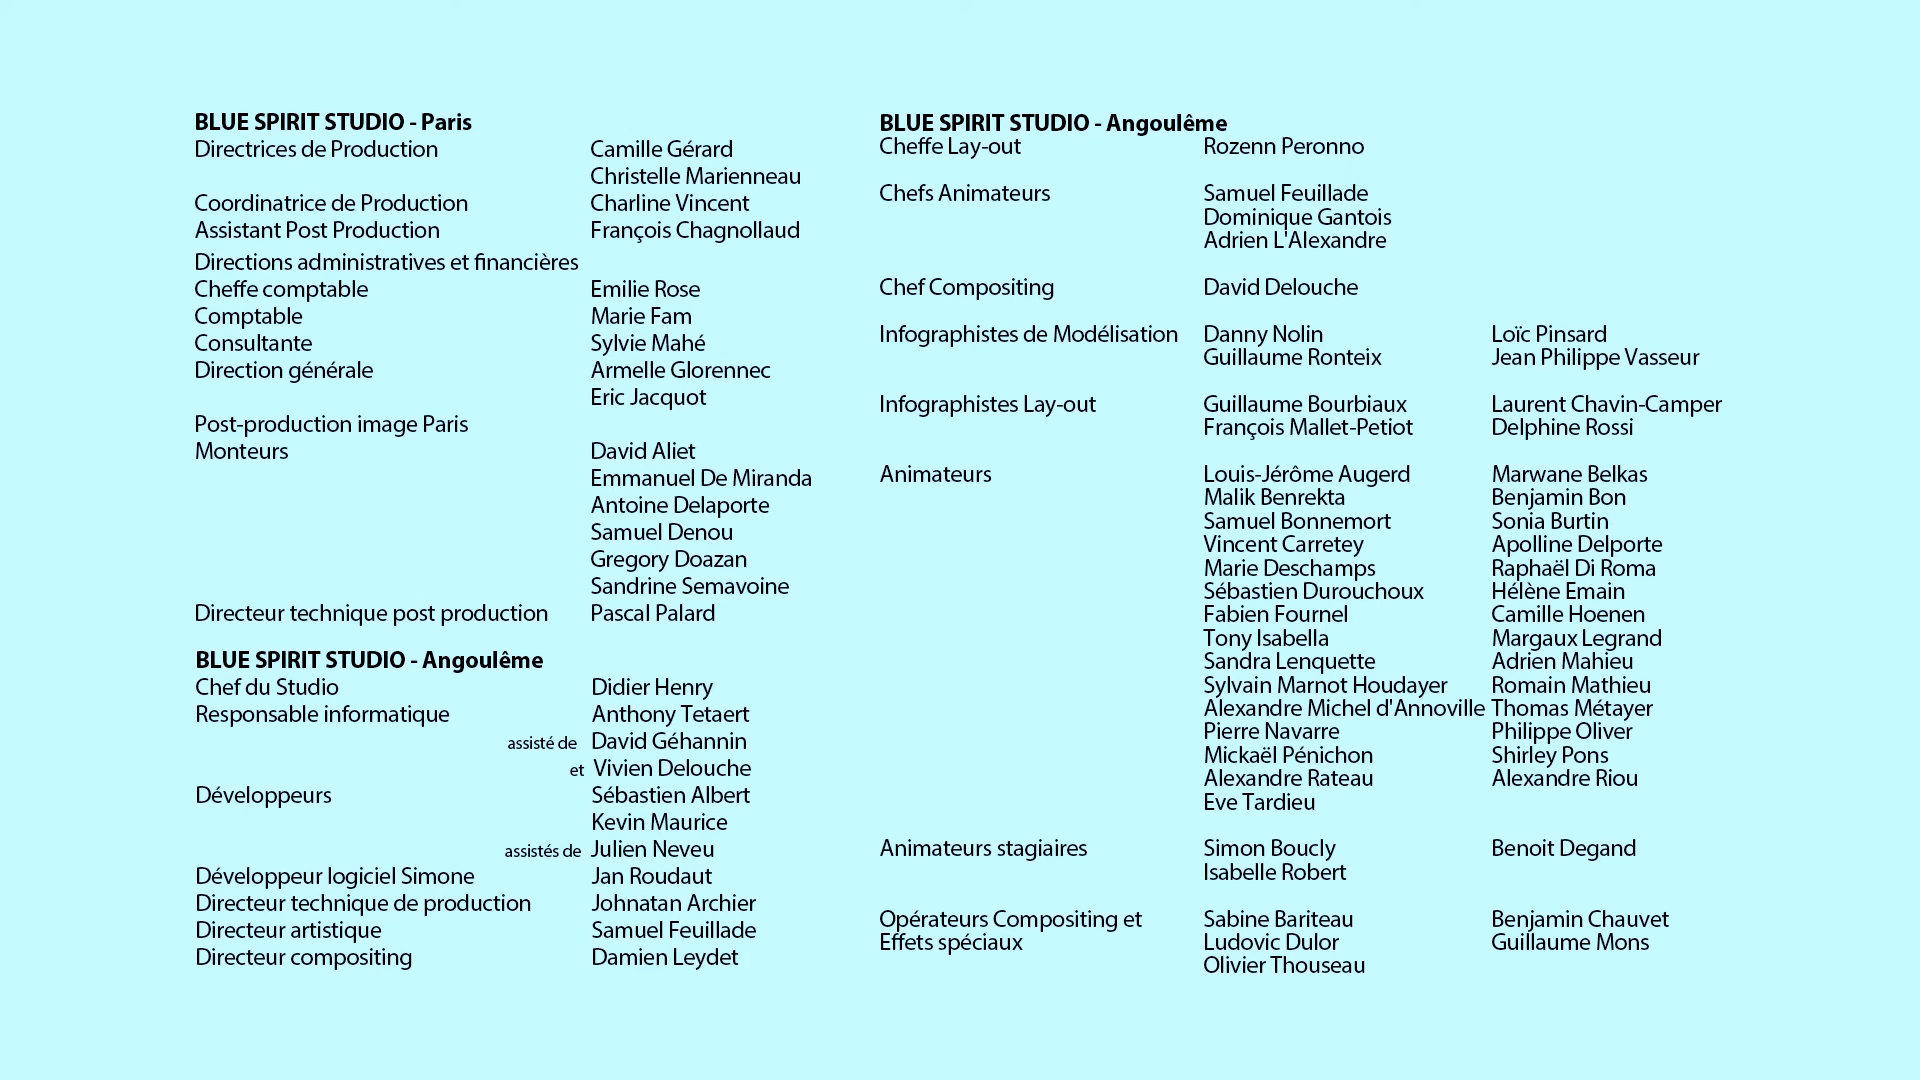 BLUE SPIRIT STUDIO - Paris
Directrices de Production Camille Gérard
Christelle Marienneau
Coordinatrice de Production Charline Vincent
Assistant Post Production François Chagnollaud
Directions administratives et financières
Cheffe comptable Emilie Rose
Comptable Marie Fam
Consultante Sylvie Mahé
Direction générale Armelle Glorennec
Eric Jacquot
Post-production image Paris
Monteurs David Aliet
Emmanuel De Miranda
Antoine Delaporte
Samuel Denou
Gregory Doazan
Sandrine Semavoine
Directeur technique post production Pascal Palard
BLUE SPIRIT STUDIO - Angoulême
Chef du Studio Didier Henry
Responsable informatique Anthony Tetaert
assisté de David Géhannin
et Vivien Delouche
Développeurs Sébastien Albert
Kevin Maurice
assistés de Julien Neveu
Développeur logiciel Simone Jan Roudaut
Directeur technique de production Johnatan Archier
Directeur artistique Samuel Feuillade
Directeur compositing Damien Leydet
BLUE SPIRIT STUDIO - Angoulême
Cheffe Lay-out Rozenn Peronno
Chefs Animateurs Samuel Feuillade
Dominique Gantois
Adrien L'Alexandre
Chef Compositing David Delouche
Infographistes de Modélisation Danny Nolin Loïc Pinsard
Guillaume Ronteix Jean Philippe Vasseur
Infographistes Lay-out Guillaume Bourbiaux Laurent Chavin-Camper
François Mallet-Petiot Delphine Rossi
Animateurs Louis-Jérôme Augerd Marwane Belkas
Malik Benrekta Benjamin Bon
Samuel Bonnemort Sonia Burtin
Vincent Carretey Apolline Delporte
Marie Deschamps Raphaël Di Roma
Sébastien Durouchoux Hélène Emain
Fabien Fournel Camille Hoenen
Tony Isabella Margaux Legrand
Sandra Lenquette Adrien Mahieu
Sylvain Marnot Houdayer Romain Mathieu
Alexandre Michel d'Annoville Thomas Métayer
Pierre Navarre Philippe Oliver
Mickaël Pénichon Shirley Pons
Alexandre Rateau Alexandre Riou
Eve Tardieu
Animateurs stagiaires Simon Boucly Benoit Degand
Isabelle Robert
Opérateurs Compositing et Sabine Bariteau Benjamin Chauvet
Effets spéciaux Ludovic Dulor Guillaume Mons
Olivier Thouseau